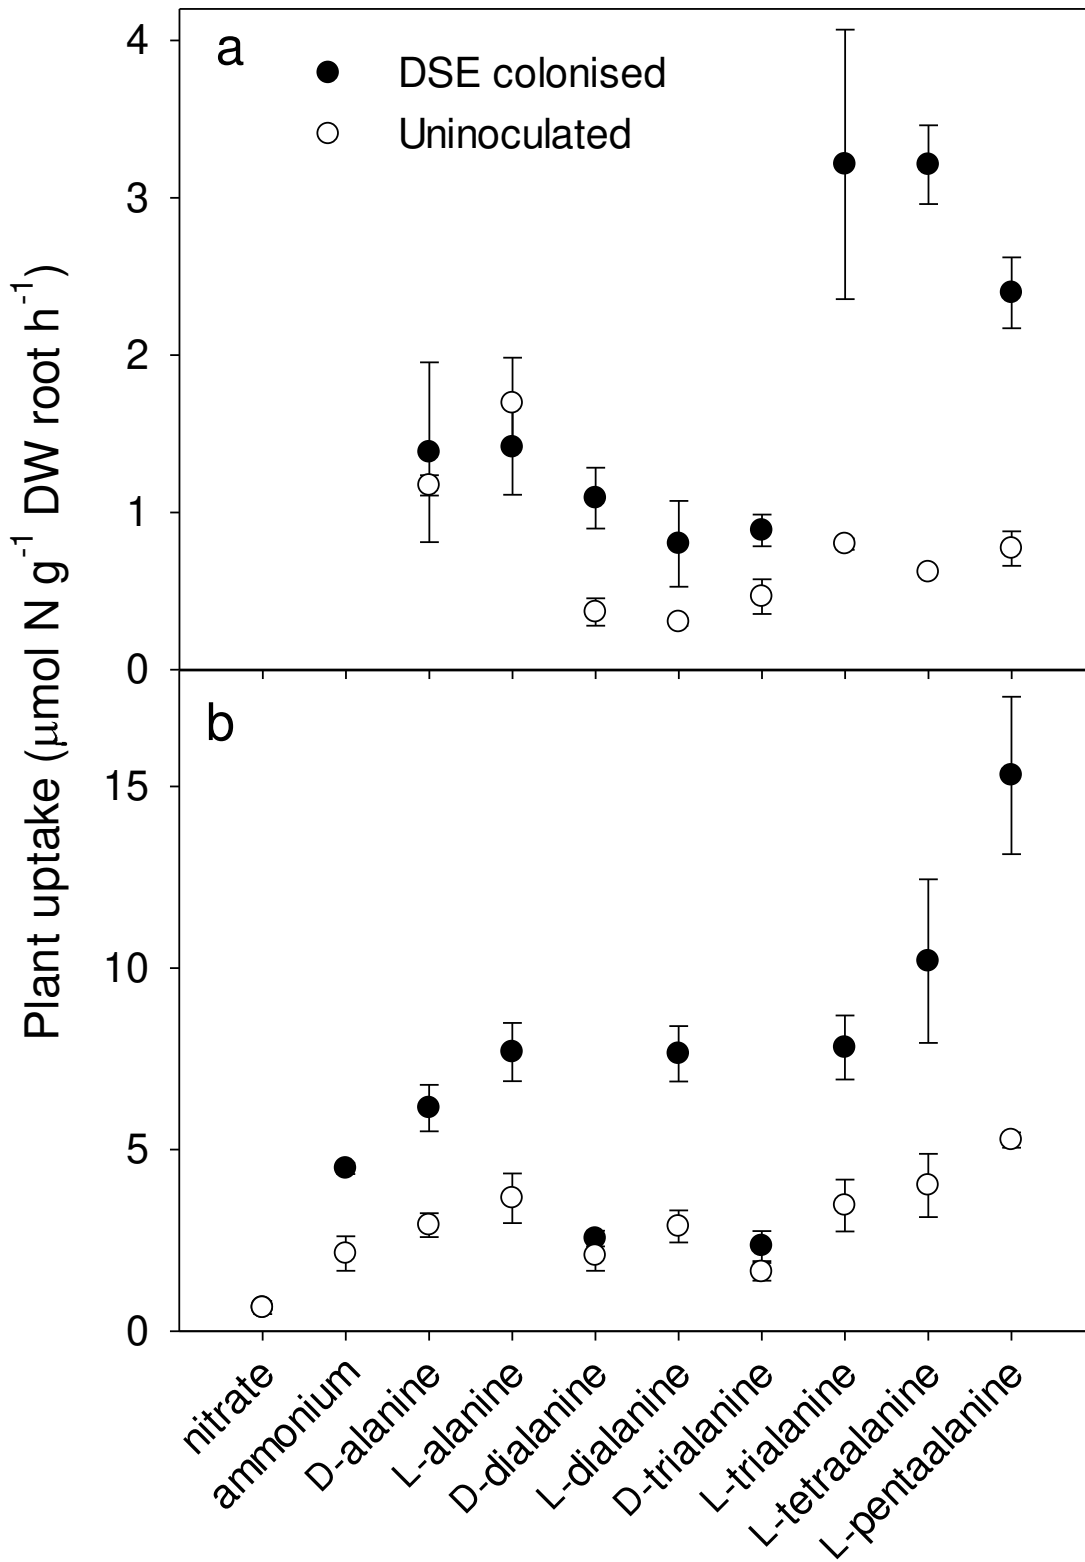 a
DSE colonised
Uninoculated
4
3
2
1
0
b
15
10
5
0
Plant uptake (μmol N g⁻¹ DW root h⁻¹)
nitrate
ammonium
D-alanine
L-alanine
D-dialanine
L-dialanine
D-trialanine
L-trialanine
L-tetraalanine
L-pentaalanine